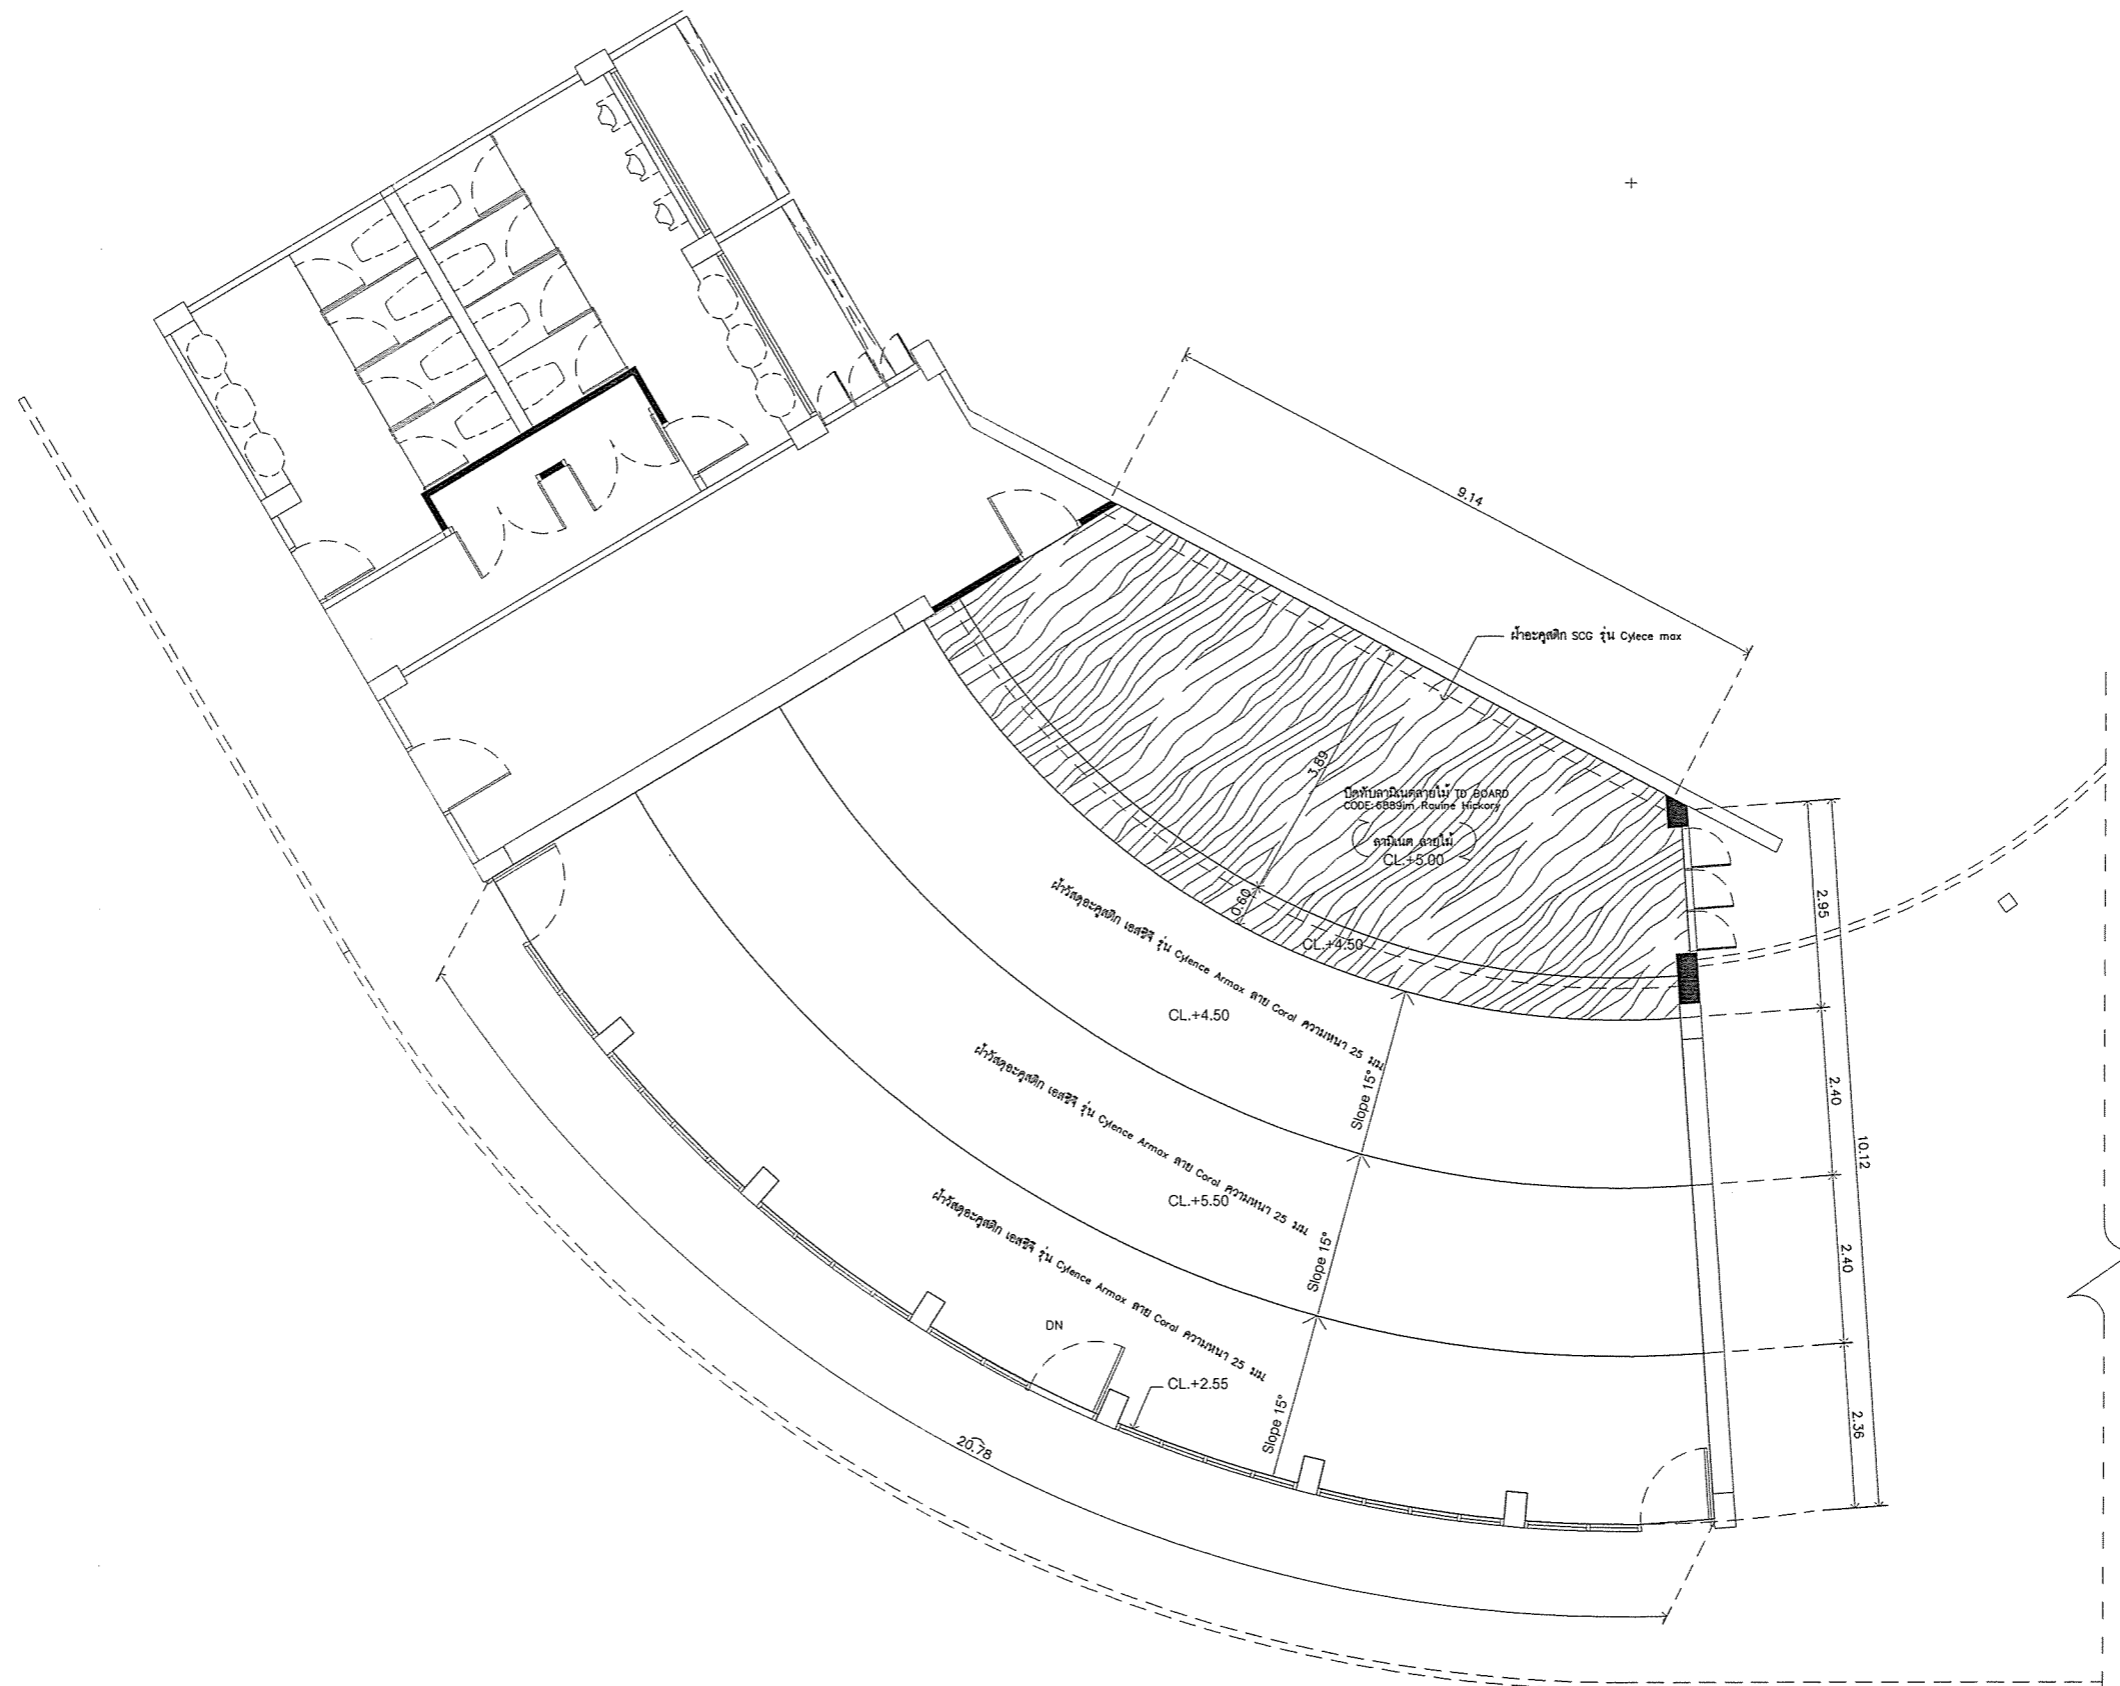 9.14
ฝ้าอะคูสติก SCG รุ่น Cylece max
3.89
ปิดทับลามิเนตลายไม้ TD BOARD
CODE:6889im Rouine Hickory
ลามิเนต ลายไม้
CL.+5.00
0.60
CL.+4.50
2.95
ฝ้าวัสดุอะคูสติก เอสซีจี รุ่น Cylence Armox ลาย Coral ความหนา 25 มม
CL.+4.50
Slope 15°
2.40
10.12
ฝ้าวัสดุอะคูสติก เอสซีจี รุ่น Cylence Armox ลาย Coral ความหนา 25 มม
CL.+5.50
Slope 15°
2.40
ฝ้าวัสดุอะคูสติก เอสซีจี รุ่น Cylence Armox ลาย Coral ความหนา 25 มม
DN
CL.+2.55
Slope 15°
2.36
20.78